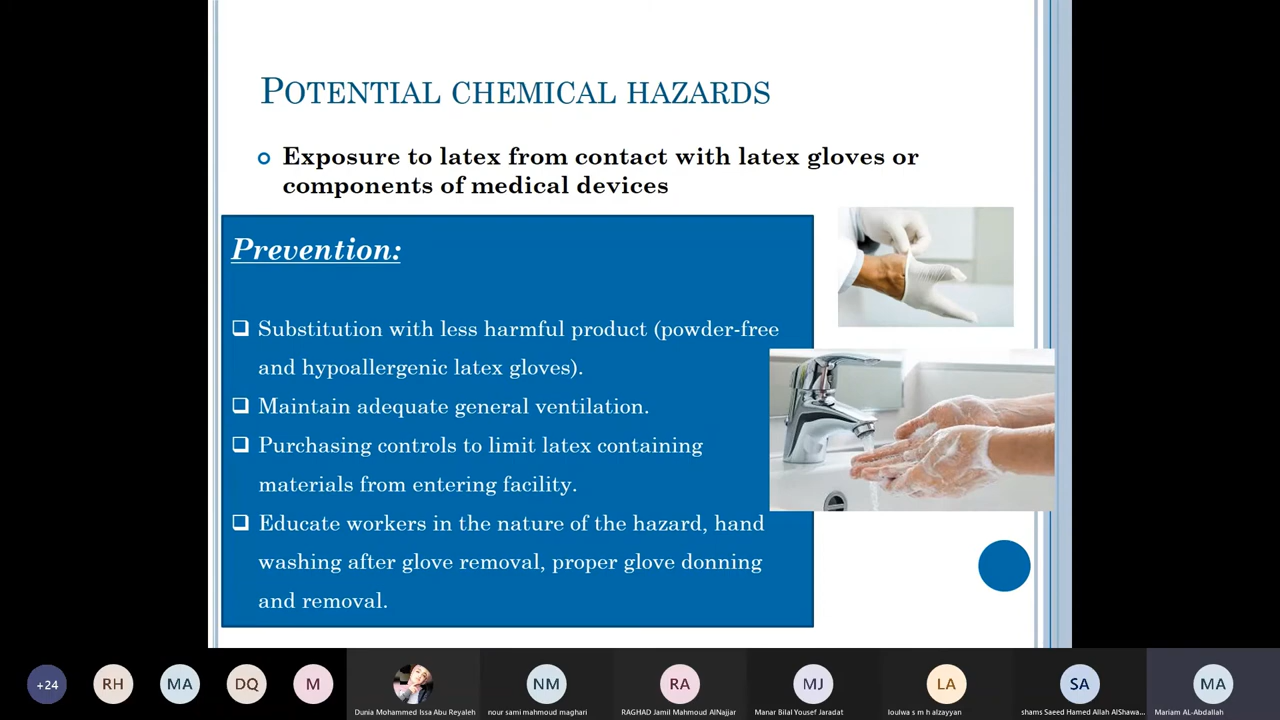 POTENTIAL CHEMICAL HAZARDS
Exposure to latex from contact with latex gloves or
components of medical devices
Prevention:
Substitution with less harmful product (powder-free
and hypoallergenic latex gloves).
Maintain adequate general ventilation.
Purchasing controls to limit latex containing
materials from entering facility.
Educate workers in the nature of the hazard, hand
washing after glove removal, proper glove donning
and removal.
+24
RH
MA
DQ
M
NM
RA
MJ
LA
SA
MA
Dunia Mohammed Issa Abu Reyaleh
nour sami mahmoud maghari
RAGHAD Jamil Mahmoud AlNajjar
Manar Bilal Yousef Jaradat
loulwa s m h alzayyan
shams Saeed Hamed Allah AlShawa...
Mariam AL-Abdallah